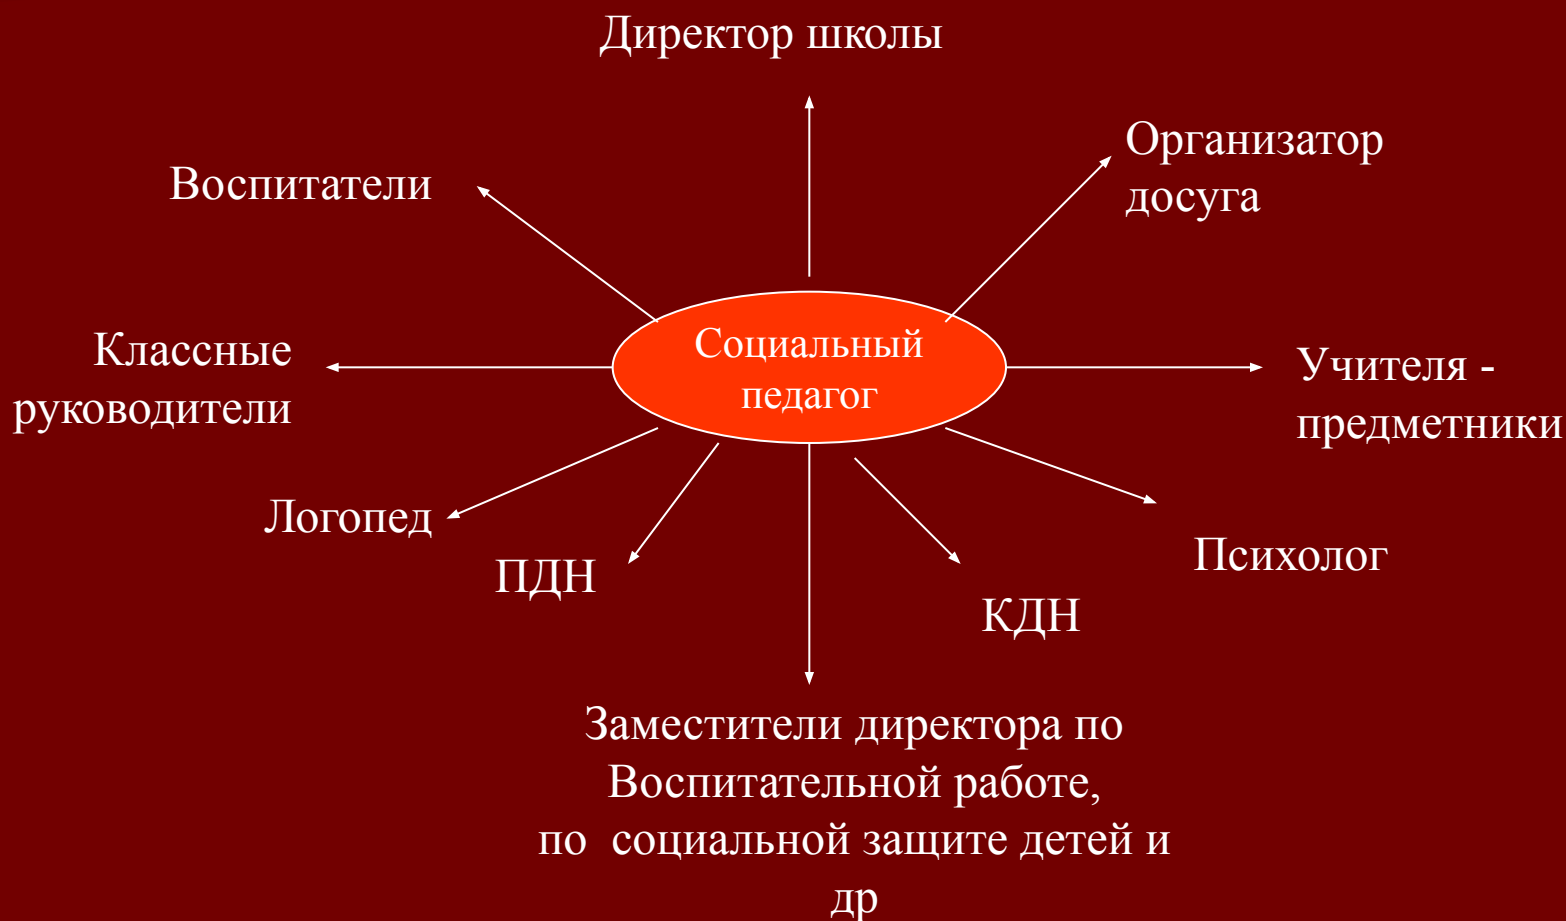 Директор школы
Организатор
досуга
Воспитатели
Социальный
педагог
Классные
руководители
Учителя -
предметники
Логопед
ПДН
Психолог
КДН
Заместители директора по
Воспитательной работе,
по  социальной защите детей и
др